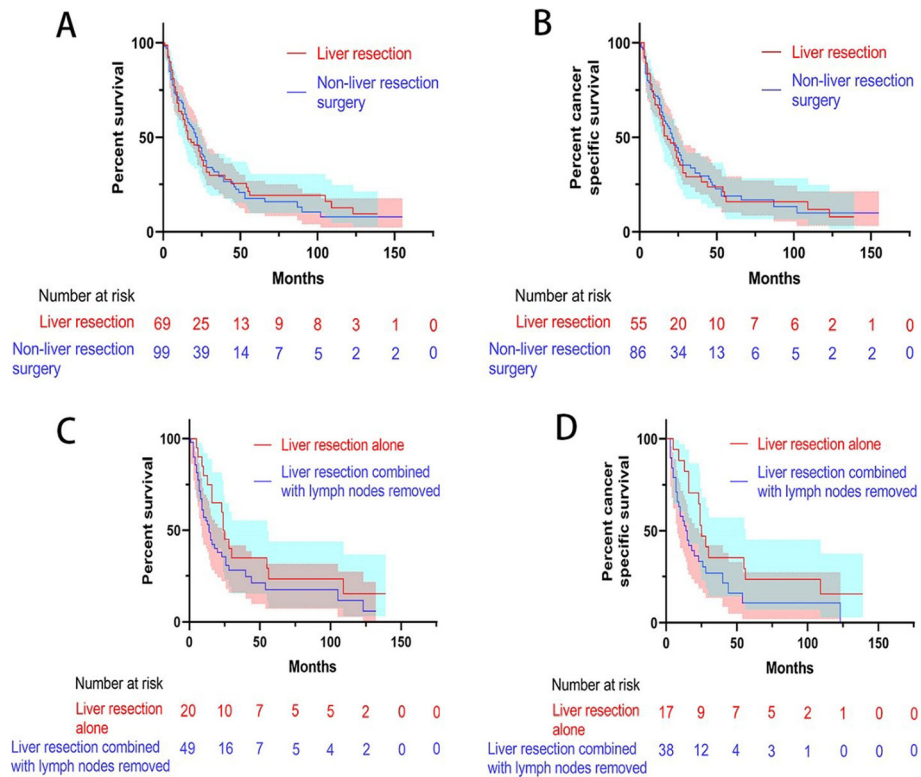 A
Percent survival
100
50
0
0
50
100
150
Months
Liver resection
Non-liver resection
surgery
Number at risk
Liver resection 69 25 13 9 8 3 1 0
Non-liver resection
surgery
99 39 14 7 5 2 2 0
B
Percent cancer
specific survival
100
50
0
0
50
100
150
Months
Liver resection
Non-liver resection
surgery
Number at risk
Liver resection 55 20 10 7 6 2 1 0
Non-liver resection
surgery
86 34 13 6 5 2 2 0
C
Percent survival
100
50
0
0
50
100
150
Months
Liver resection alone
Liver resection combined
with lymph nodes removed
Number at risk
Liver resection
alone
20 10 7 5 5 2 0 0
Liver resection combined
with lymph nodes removed
49 16 7 5 4 2 0 0
D
Percent cancer
specific survival
100
50
0
0
50
100
150
Months
Liver resection alone
Liver resection combined
with lymph nodes removed
Number at risk
Liver resection
alone
17 9 7 5 2 1 0 0
Liver resection combined
with lymph nodes removed
38 12 4 3 1 0 0 0